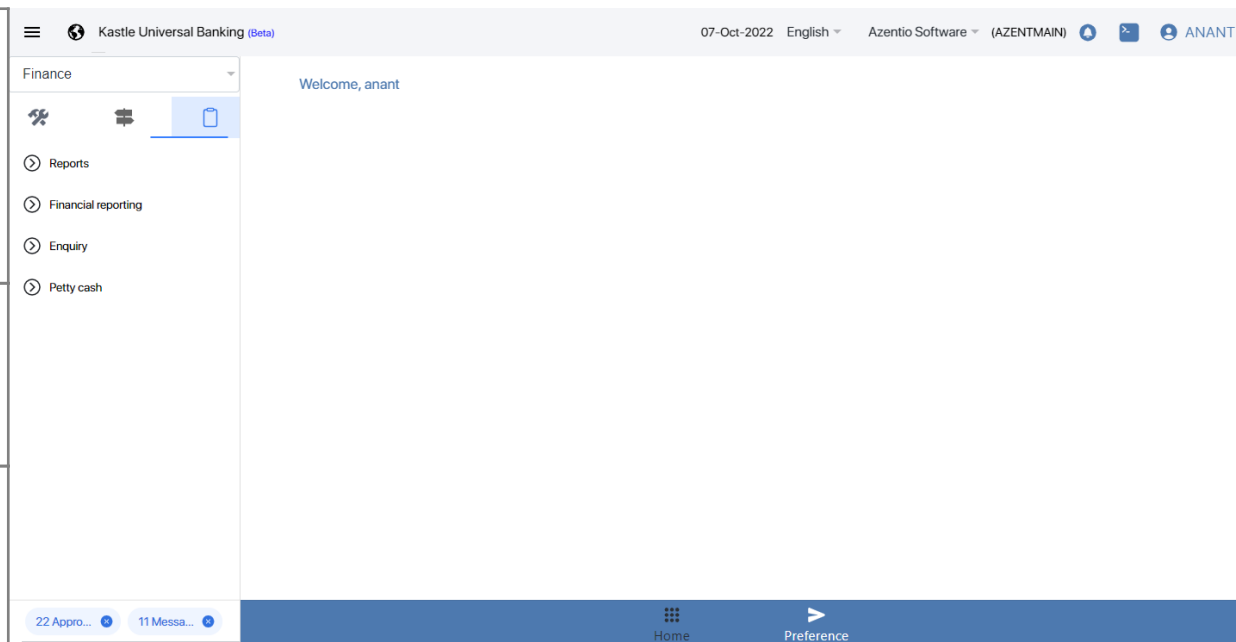 Kastle Universal Banking (Beta) 07-Oct-2022 English Azentio Software (AZENTMAIN) ANANT
Finance
Welcome, anant
Reports
Financial reporting
Enquiry
Petty cash
22 Appro... 11 Messa...
Home Preference